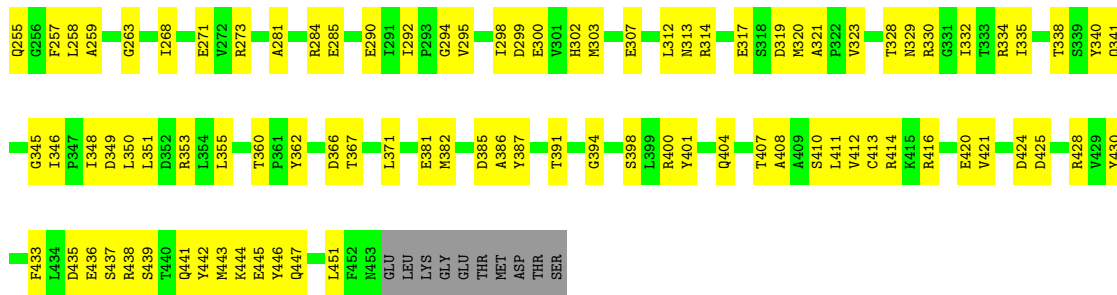 Q255 G256 F257 L258 A259 G263 I268 E271 V272 R273 A281 R284 E285 E290 I291 I292 P293 G294 V295 I298 D299 E300 V301 H302 M303 E307 L312 N313 R314 E317 S318 D319 M320 A321 P322 V323 T328 N329 R330 G331 I332 T333 R334 I335 T338 S339 Y340
G345 I346 P347 I348 D349 L350 L351 D352 R353 L354 L355 T360 P361 Y362 D366 T367 L371 E381 M382 D385 A386 Y387 T391 G394 S398 L399 R400 Y401 Q404 T407 A408 A409 S410 L411 V412 C413 R414 K415 R416 E420 V421 D424 D425 R428 V429 Y430
F433 L434 D435 E436 S437 R438 S439 T440 Q441 Y442 M443 K444 E445 Y446 Q447 L451 F452 N453 GLU LEU LYS GLY GLU THR MET ASP THR SER